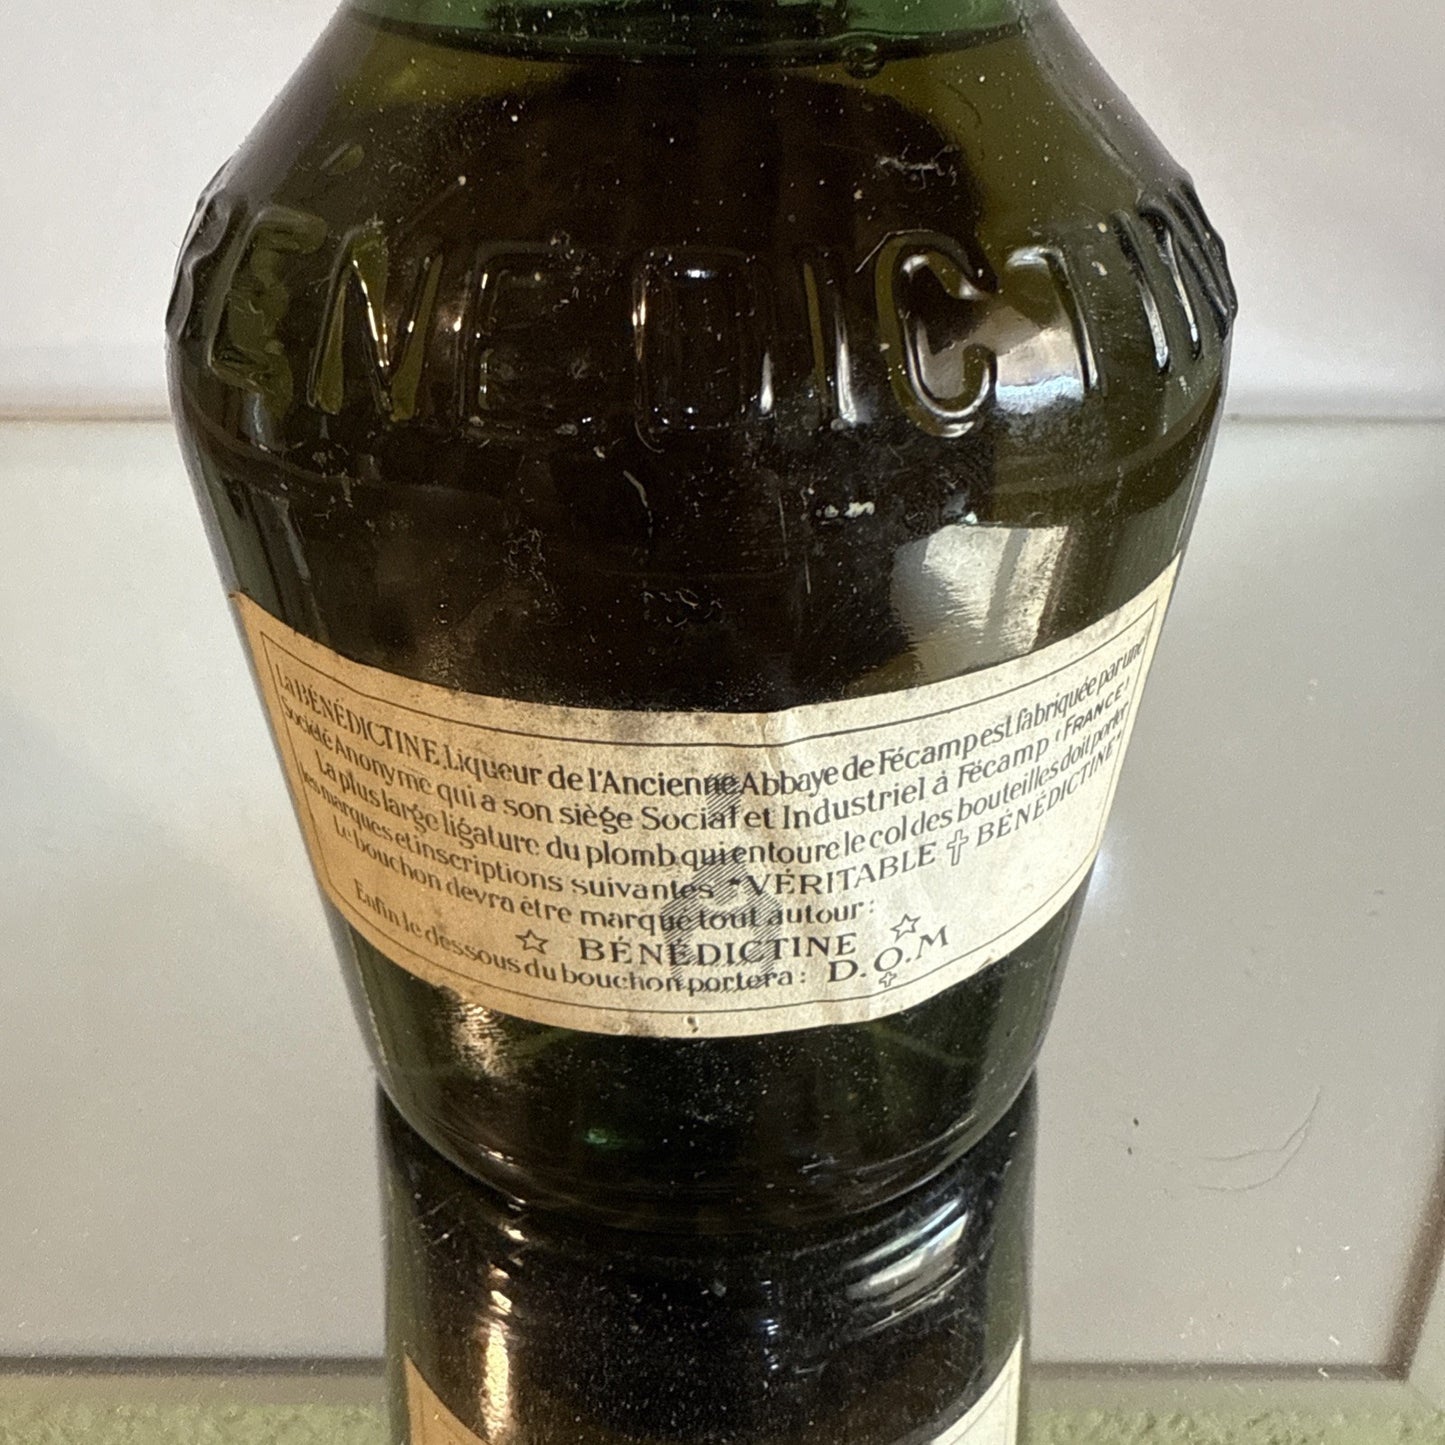 BENEDICTIN
La BÉNÉDICTINE, Liqueur de l'Ancienne Abbaye de Fécamp est fabriquée par une
Société Anonyme qui a son siège Social et Industriel à Fécamp (FRANCE)
La plus large ligature du plomb qui entoure le col des bouteilles doit porter
les marques et inscriptions suivantes "VÉRITABLE ✝ BÉNÉDICTINE"
Le bouchon devra être marqué tout autour:
☆ BÉNÉDICTINE ☆
Enfin le dessous du bouchon portera: D.O.M